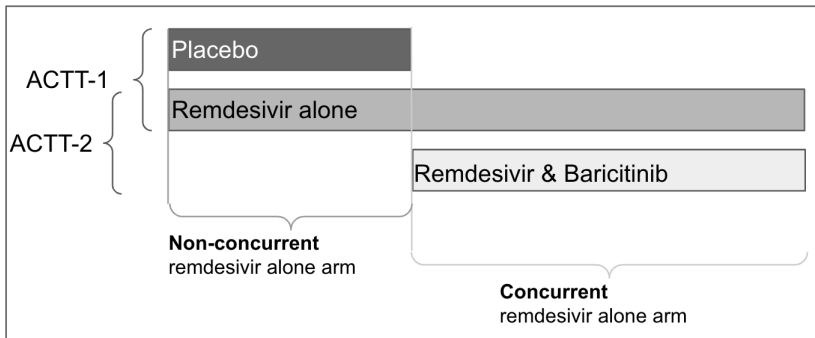 Placebo
ACTT-1
Remdesivir alone
ACTT-2
Remdesivir & Baricitinib
Non-concurrent
remdesivir alone arm
Concurrent
remdesivir alone arm